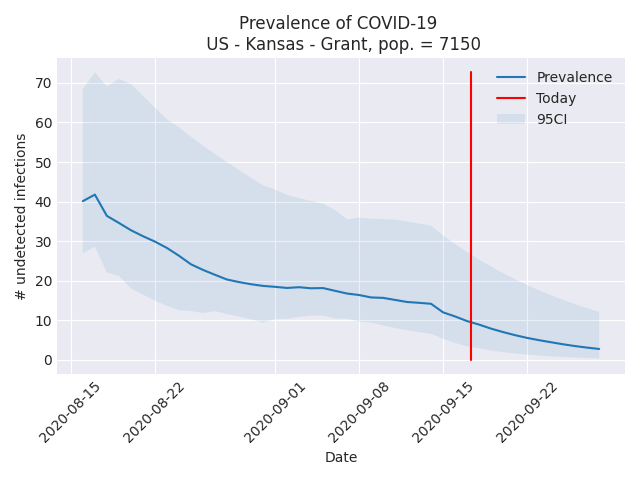 Prevalence of COVID-19
US - Kansas - Grant, pop. = 7150
Prevalence
Today
95CI
# undetected infections
70
60
50
40
30
20
10
0
2020-08-15
2020-08-22
2020-09-01
2020-09-08
2020-09-15
2020-09-22
Date